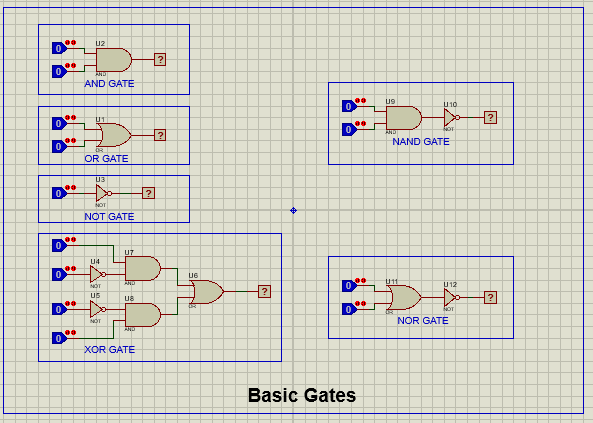 U2
0
0
?
AND
AND GATE
U1
0
0
?
OR
OR GATE
U3
0
?
NOT
NOT GATE
0
U7
U4
0
NOT
AND
U6
?
U5
U8
0
NOT
OR
AND
0
XOR GATE
U9
U10
0
0
?
AND
NOT
NAND GATE
U11
U12
0
0
?
OR
NOT
NOR GATE
Basic Gates